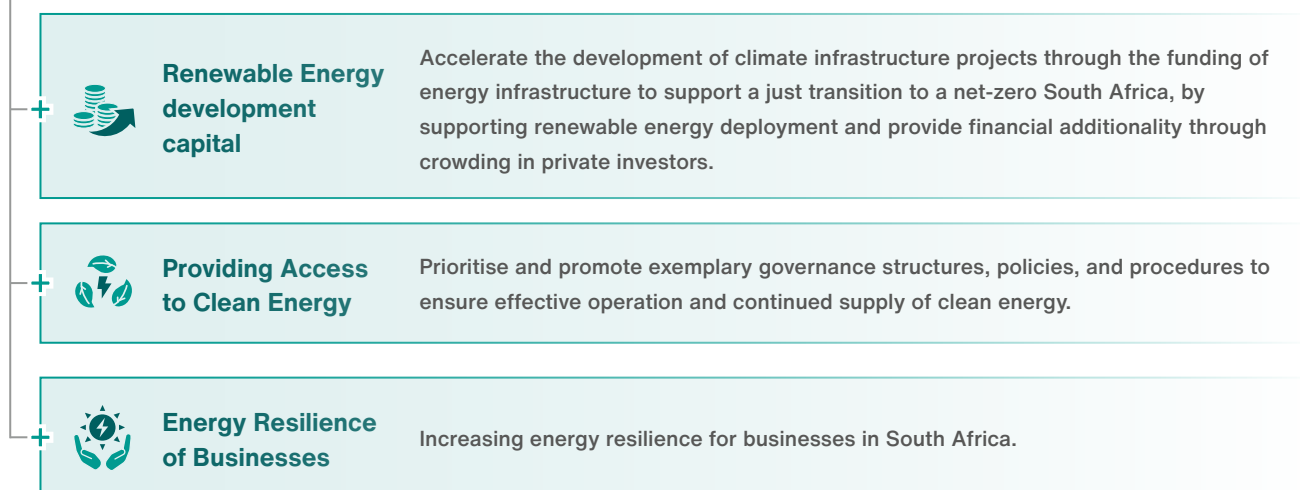 Renewable Energy
development
capital
Accelerate the development of climate infrastructure projects through the funding of
energy infrastructure to support a just transition to a net-zero South Africa, by
supporting renewable energy deployment and provide financial additionality through
crowding in private investors.
Providing Access
to Clean Energy
Prioritise and promote exemplary governance structures, policies, and procedures to
ensure effective operation and continued supply of clean energy.
Energy Resilience
of Businesses
Increasing energy resilience for businesses in South Africa.